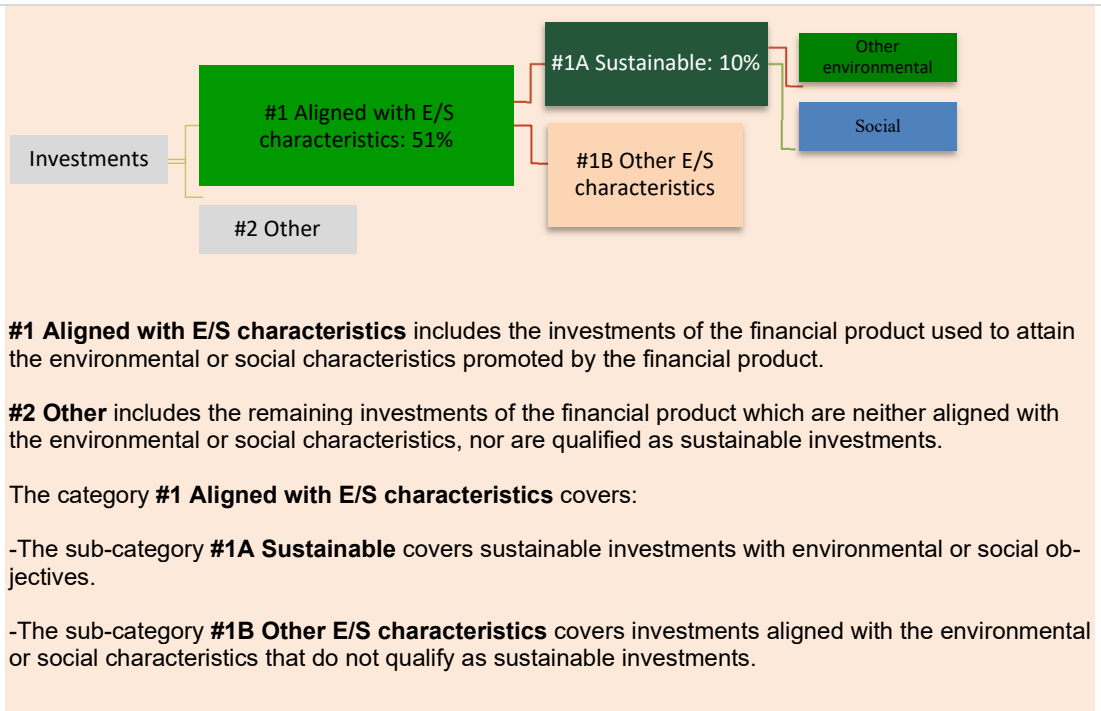 Investments
#1 Aligned with E/S
characteristics: 51%
#2 Other
#1A Sustainable: 10%
#1B Other E/S
characteristics
Other
environmental
Social
#1 Aligned with E/S characteristics includes the investments of the financial product used to attain
the environmental or social characteristics promoted by the financial product.
#2 Other includes the remaining investments of the financial product which are neither aligned with
the environmental or social characteristics, nor are qualified as sustainable investments.
The category #1 Aligned with E/S characteristics covers:
-The sub-category #1A Sustainable covers sustainable investments with environmental or social ob-
jectives.
-The sub-category #1B Other E/S characteristics covers investments aligned with the environmental
or social characteristics that do not qualify as sustainable investments.